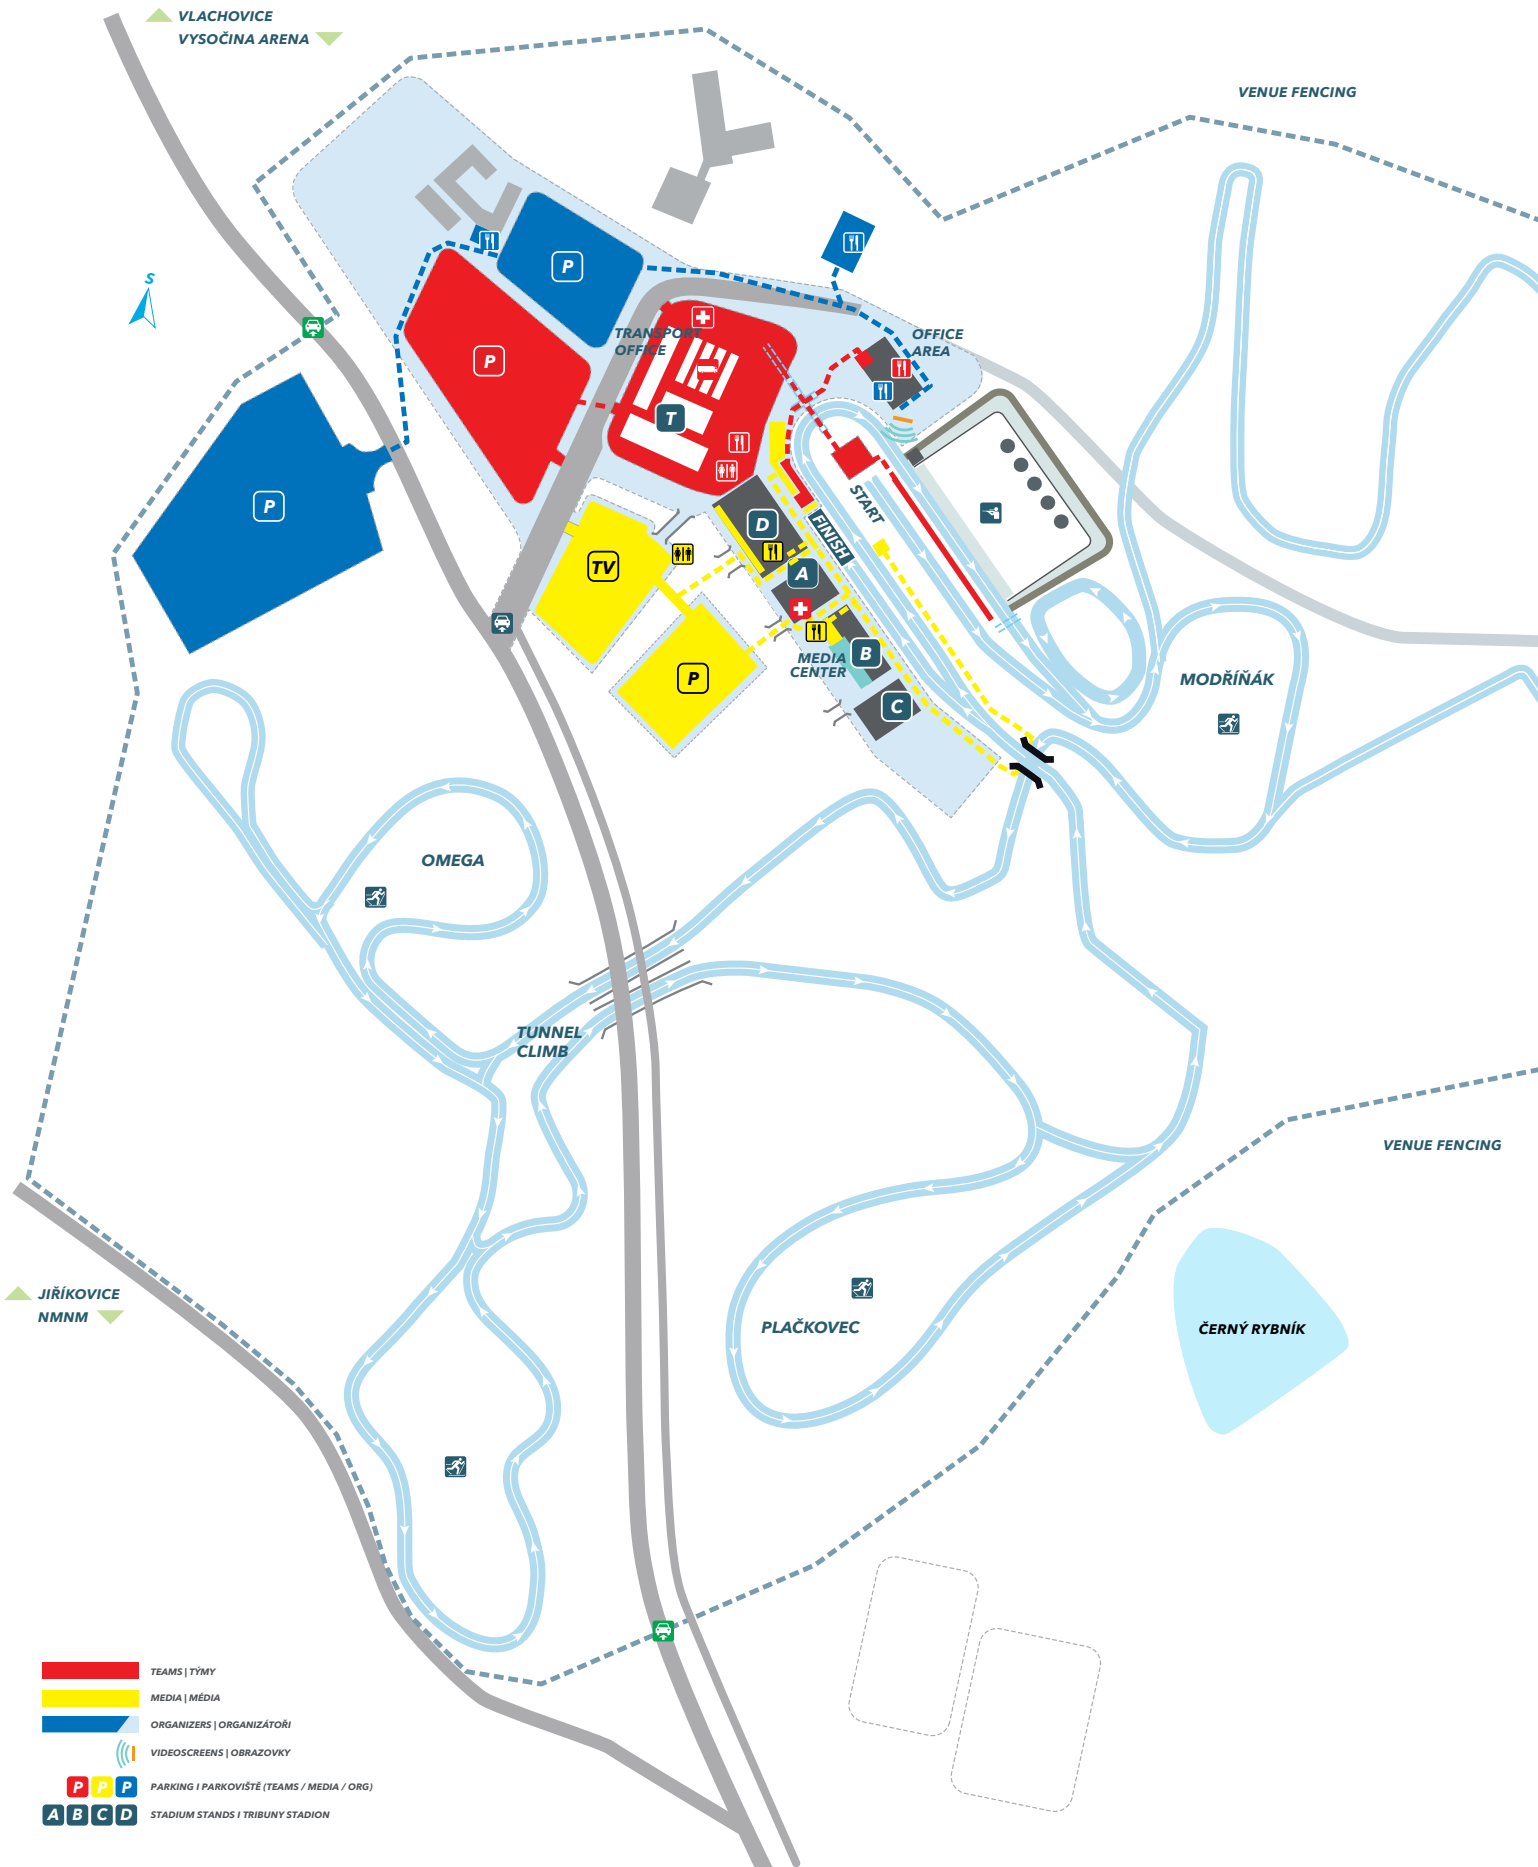 VLACHOVICE
VYSOČINA ARENA
VENUE FENCING
S
P
P
P
TRANSPORT
OFFICE
OFFICE
AREA
T
START
FINISH
D
A
TV
P
MEDIA
CENTER
B
C
MODŘÍŇÁK
OMEGA
TUNNEL
CLIMB
VENUE FENCING
JIŘÍKOVICE
NMNM
PLAČKOVEC
ČERNÝ RYBNÍK
TEAMS | TÝMY
MEDIA | MÉDIA
ORGANIZERS | ORGANIZÁTOŘI
VIDEOSCREENS | OBRAZOVKY
P P P PARKING I PARKOVIŠTĚ (TEAMS / MEDIA / ORG)
A B C D STADIUM STANDS I TRIBUNY STADION